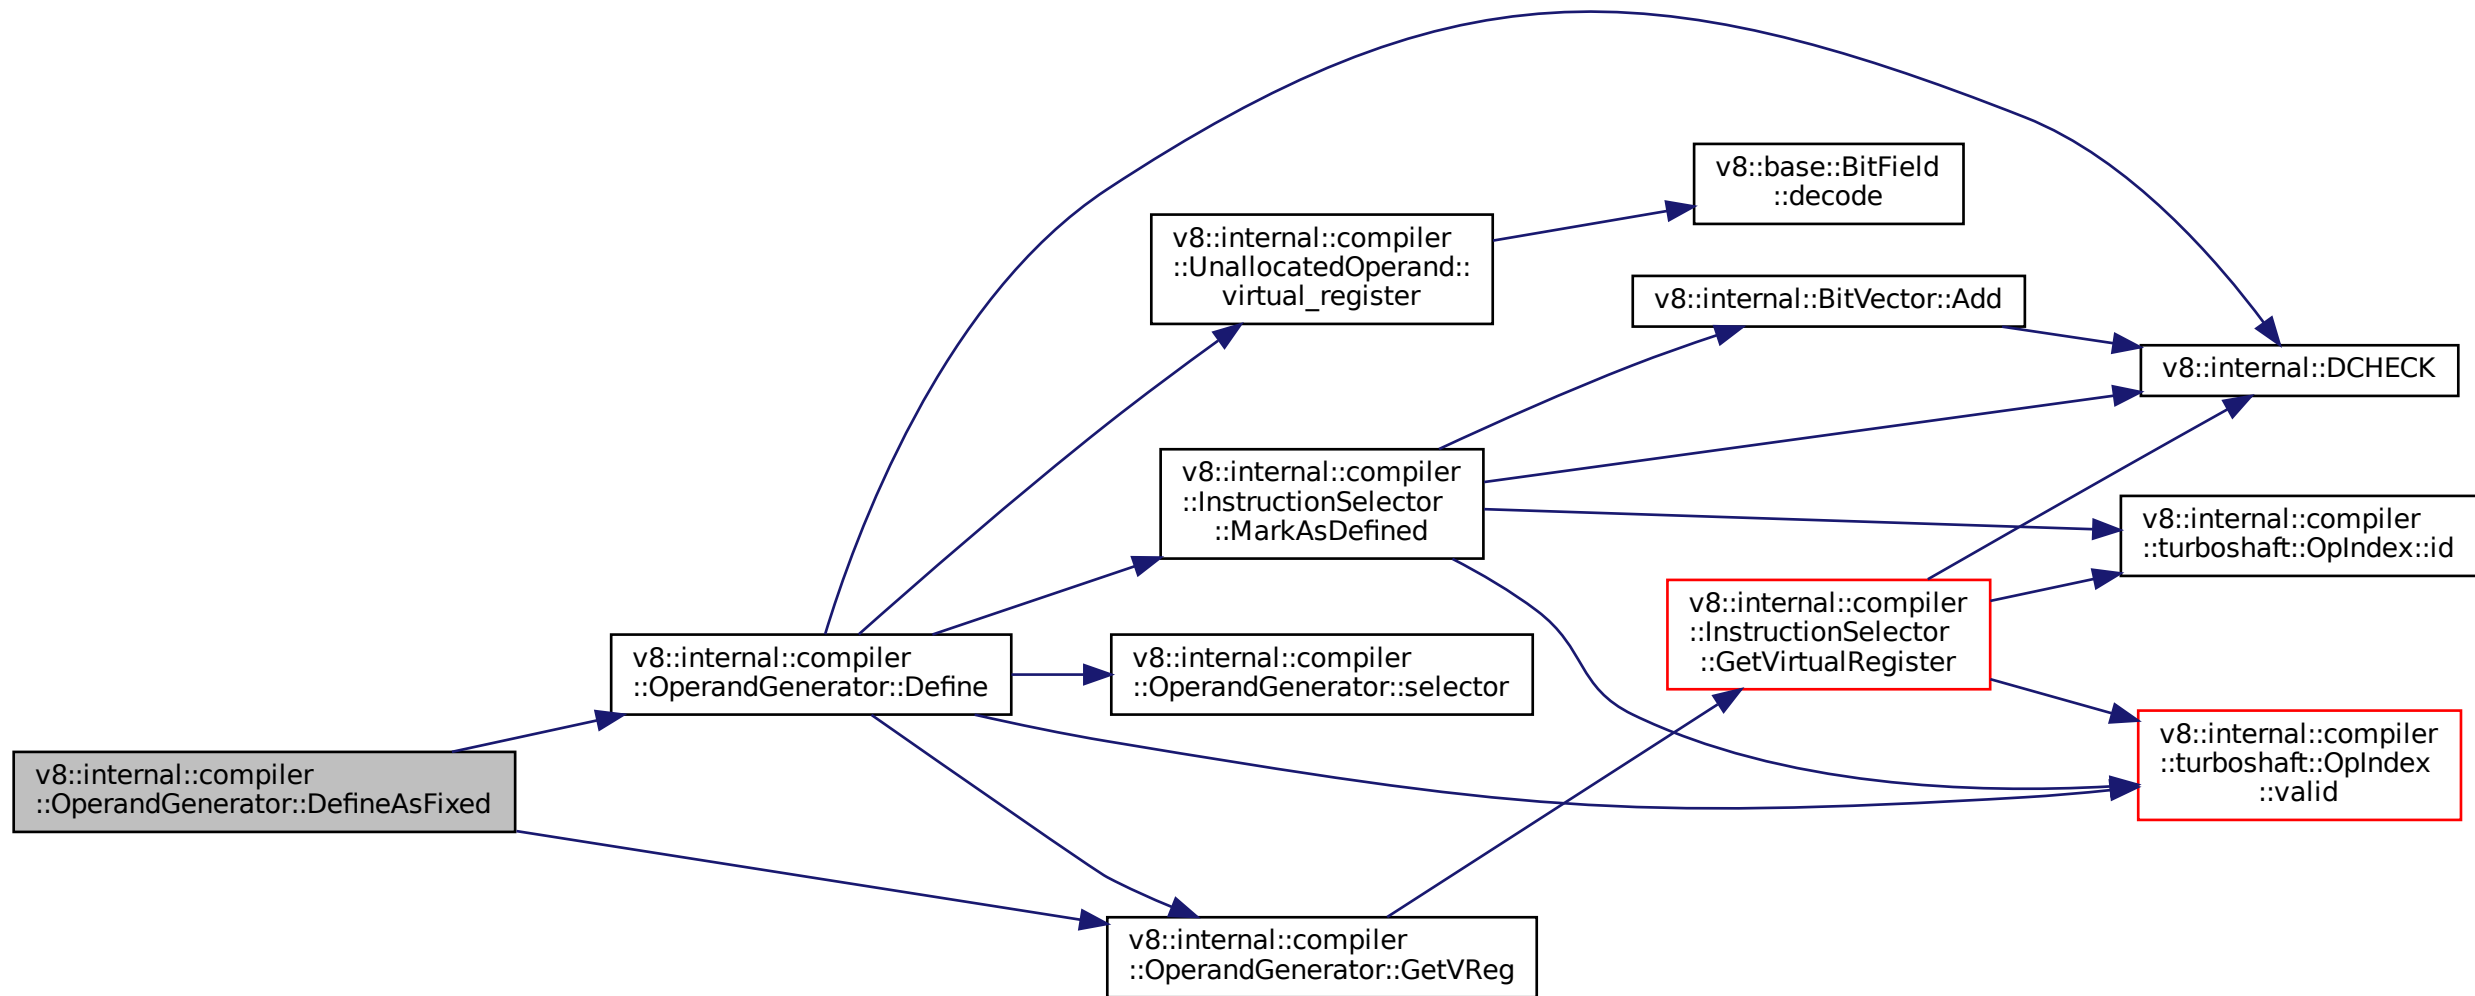 v8::internal::compiler
::OperandGenerator::DefineAsFixed
v8::internal::compiler
::OperandGenerator::Define
v8::internal::compiler
::UnallocatedOperand::
virtual_register
v8::internal::compiler
::InstructionSelector
::MarkAsDefined
v8::internal::compiler
::OperandGenerator::selector
v8::internal::compiler
::OperandGenerator::GetVReg
v8::base::BitField
::decode
v8::internal::BitVector::Add
v8::internal::compiler
::InstructionSelector
::GetVirtualRegister
v8::internal::DCHECK
v8::internal::compiler
::turboshaft::OpIndex::id
v8::internal::compiler
::turboshaft::OpIndex
::valid